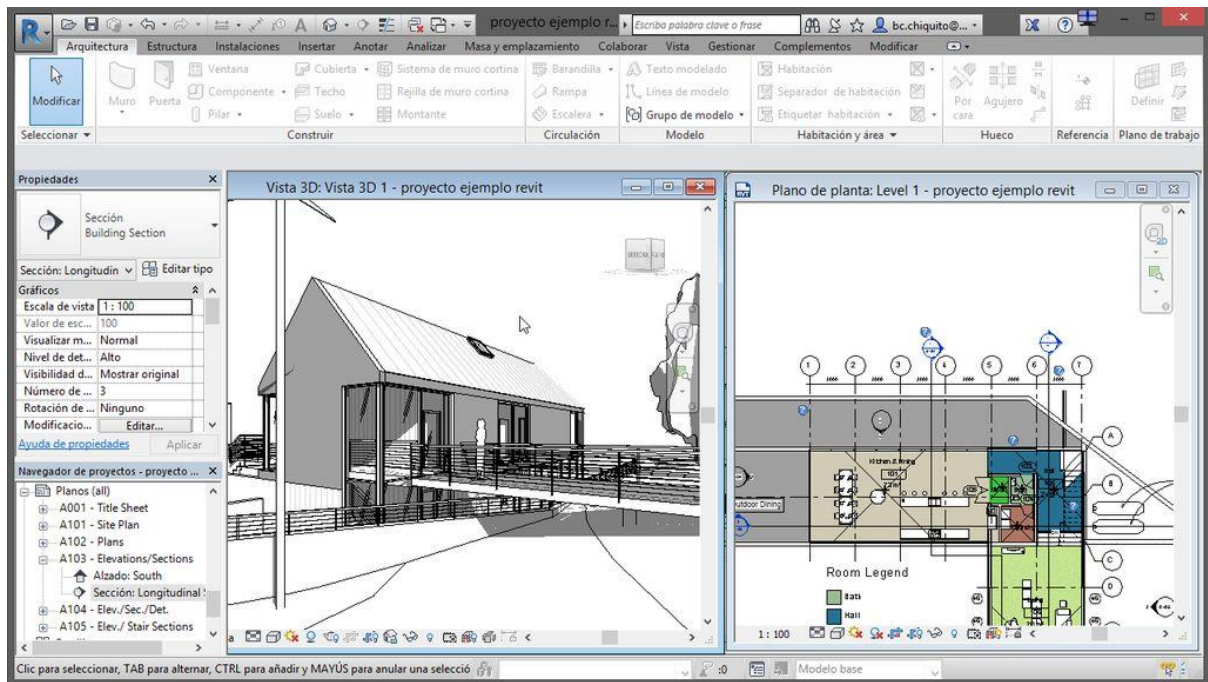 proyecto ejemplo r...
Escriba palabra clave o frase
bc.chiquito@...
Arquitectura Estructura Instalaciones Insertar Anotar Analizar Masa y emplazamiento Colaborar Vista Gestionar Complementos Modificar
Modificar
Muro
Puerta
Ventana
Componente
Pilar
Cubierta
Techo
Suelo
Sistema de muro cortina
Rejilla de muro cortina
Montante
Barandilla
Rampa
Escalera
Texto modelado
Línea de modelo
Grupo de modelo
Habitación
Separador de habitación
Etiquetar habitación
Por cara
Agujero
Definir
Seleccionar Construir Circulación Modelo Habitación y área Hueco Referencia Plano de trabajo
Propiedades
Sección
Building Section
Sección: Longitudin
Editar tipo
Gráficos
Escala de vista 1 : 100
Valor de esc... 100
Visualizar m... Normal
Nivel de det... Alto
Visibilidad d... Mostrar original
Número de ... 3
Rotación de ... Ninguno
Modificacio... Editar...
Ayuda de propiedades Aplicar
Navegador de proyectos - proyecto ...
Planos (all)
A001 - Title Sheet
A101 - Site Plan
A102 - Plans
A103 - Elevations/Sections
Alzado: South
Sección: Longitudinal
A104 - Elev./Sec./Det.
A105 - Elev./ Stair Sections
Vista 3D: Vista 3D 1 - proyecto ejemplo revit
Plano de planta: Level 1 - proyecto ejemplo revit
2D
1 2 3 4 5 6 7
A
B
C
D
Kitchen & Dining
101
Outdoor Dining
Room Legend
Bath
Hall
1 : 100
Clic para seleccionar, TAB para alternar, CTRL para añadir y MAYÚS para anular una selecció
:0
Modelo base